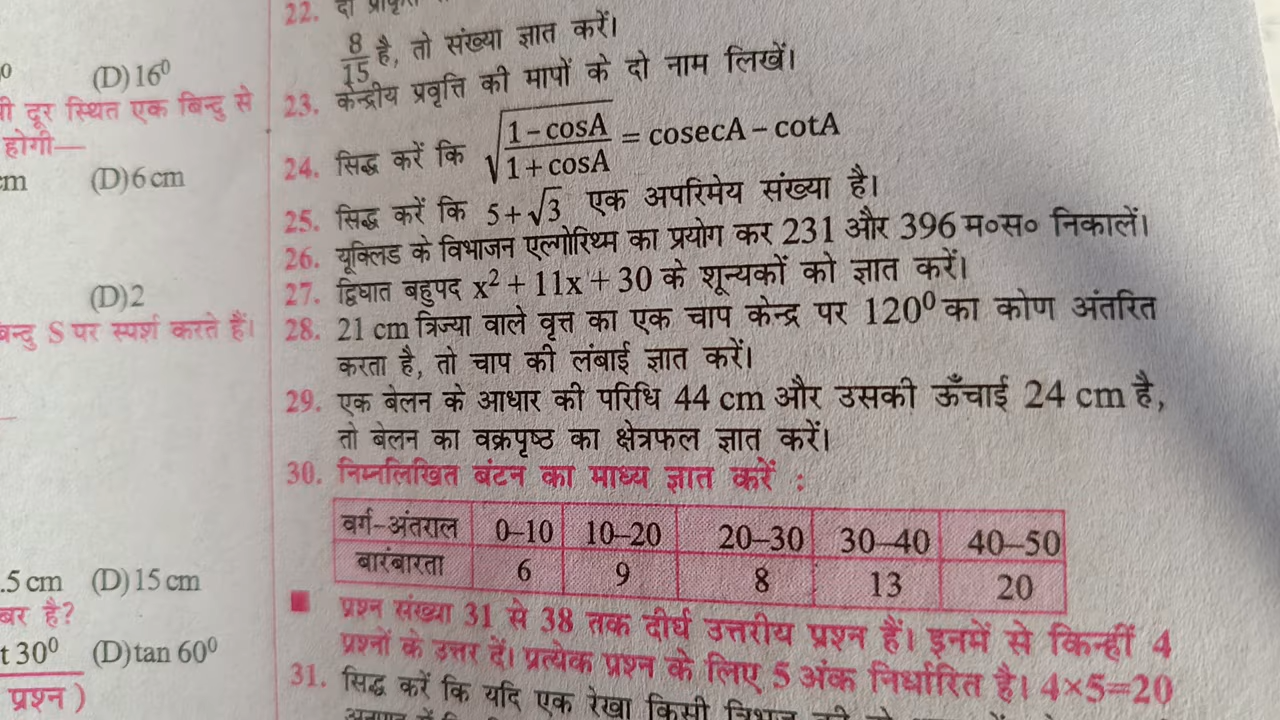 (D)16⁰
दूर स्थित एक बिन्दु से
होगी—
(D)6 cm
(D)2
S पर स्पर्श करते हैं।
.5 cm (D)15 cm
है?
t 30⁰ (D)tan 60⁰
प्रश्न )
22. दो
8/15 है, तो संख्या ज्ञात करें।
23. केन्द्रीय प्रवृत्ति की मापों के दो नाम लिखें।
24. सिद्ध करें कि √((1 – cosA)/(1 + cosA)) = cosecA – cotA
25. सिद्ध करें कि 5+√3 एक अपरिमेय संख्या है।
26. यूक्लिड के विभाजन एल्गोरिथ्म का प्रयोग कर 231 और 396 म०स० निकालें।
27. द्विघात बहुपद x² + 11x + 30 के शून्यकों को ज्ञात करें।
28. 21 cm त्रिज्या वाले वृत्त का एक चाप केन्द्र पर 120⁰ का कोण अंतरित
करता है, तो चाप की लंबाई ज्ञात करें।
29. एक बेलन के आधार की परिधि 44 cm और उसकी ऊँचाई 24 cm है,
तो बेलन का वक्रपृष्ठ का क्षेत्रफल ज्ञात करें।
30. निम्नलिखित बंटन का माध्य ज्ञात करें :
वर्ग–अंतराल 0–10 10–20 20–30 30–40 40–50
बारंबारता 6 9 8 13 20
■ प्रश्न संख्या 31 से 38 तक दीर्घ उत्तरीय प्रश्न हैं। इनमें से किन्हीं 4
प्रश्नों के उत्तर दें। प्रत्येक प्रश्न के लिए 5 अंक निर्धारित है। 4×5=20
31. सिद्ध करें कि यदि एक रेखा किसी